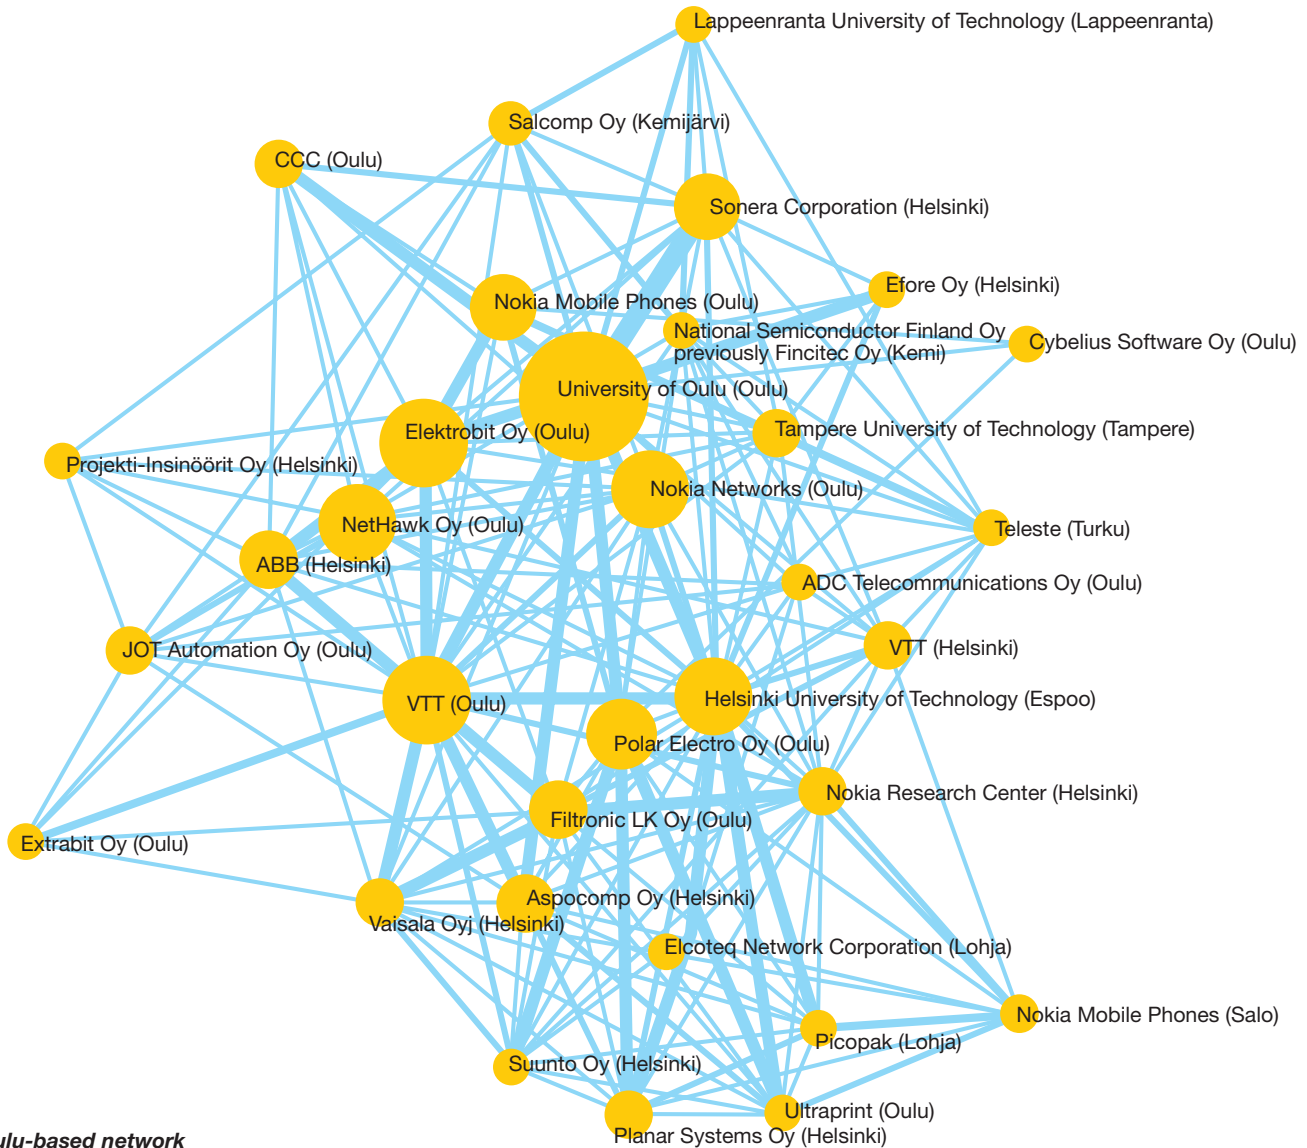 Lappeenranta University of Technology (Lappeenranta)
Salcomp Oy (Kemijärvi)
CCC (Oulu)
Sonera Corporation (Helsinki)
Efore Oy (Helsinki)
Nokia Mobile Phones (Oulu)
National Semiconductor Finland Oy
previously Fincitec Oy (Kemi)
Cybelius Software Oy (Oulu)
University of Oulu (Oulu)
Elektrobit Oy (Oulu)
Tampere University of Technology (Tampere)
Projekti-Insinöörit Oy (Helsinki)
Nokia Networks (Oulu)
NetHawk Oy (Oulu)
Teleste (Turku)
ABB (Helsinki)
ADC Telecommunications Oy (Oulu)
JOT Automation Oy (Oulu)
VTT (Helsinki)
VTT (Oulu)
Helsinki University of Technology (Espoo)
Polar Electro Oy (Oulu)
Nokia Research Center (Helsinki)
Filtronic LK Oy (Oulu)
Extrabit Oy (Oulu)
Aspocomp Oy (Helsinki)
Vaisala Oyj (Helsinki)
Elcoteq Network Corporation (Lohja)
Nokia Mobile Phones (Salo)
Picopak (Lohja)
Suunto Oy (Helsinki)
Ultraprint (Oulu)
Planar Systems Oy (Helsinki)
ulu-based network